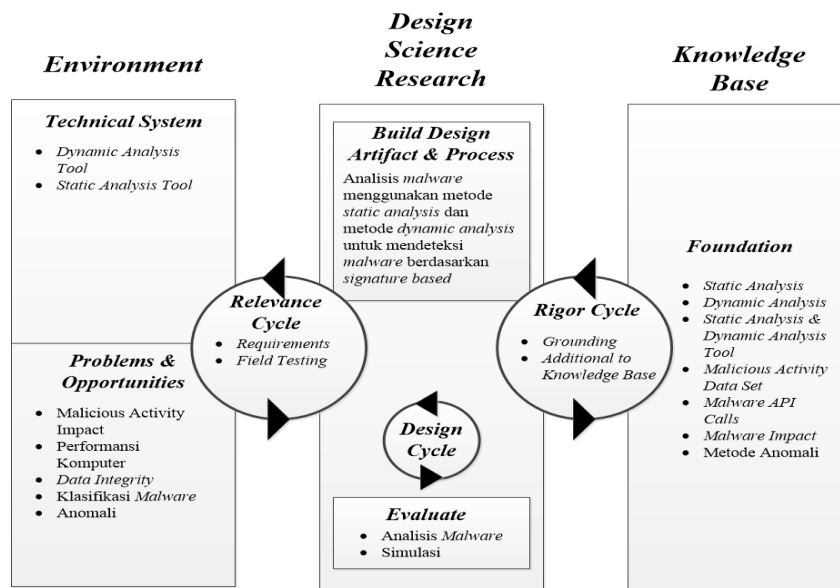 Environment
Technical System
• Dynamic Analysis
Tool
• Static Analysis Tool
Problems &
Opportunities
• Malicious Activity
Impact
• Performansi
Komputer
• Data Integrity
• Klasifikasi Malware
• Anomali
Relevance
Cycle
• Requirements
• Field Testing
Design
Science
Research
Build Design
Artifact & Process
Analisis malware
menggunakan metode
static analysis dan
metode dynamic analysis
untuk mendeteksi
malware berdasarkan
signature based
Design
Cycle
Evaluate
• Analisis Malware
• Simulasi
Rigor Cycle
• Grounding
• Additional to
Knowledge Base
Knowledge
Base
Foundation
• Static Analysis
• Dynamic Analysis
• Static Analysis &
Dynamic Analysis
Tool
• Malicious Activity
Data Set
• Malware API
Calls
• Malware Impact
• Metode Anomali